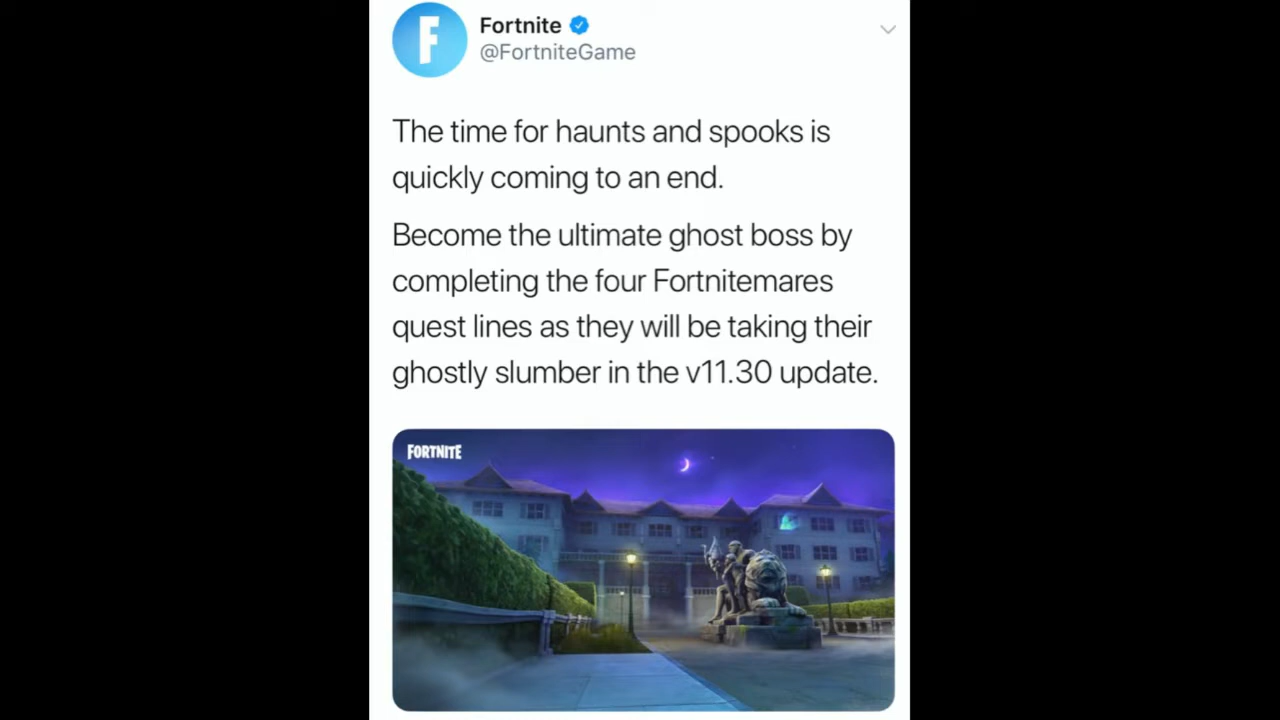 Fortnite
@FortniteGame
The time for haunts and spooks is
quickly coming to an end.
Become the ultimate ghost boss by
completing the four Fortnitemares
quest lines as they will be taking their
ghostly slumber in the v11.30 update.
FORTNITE